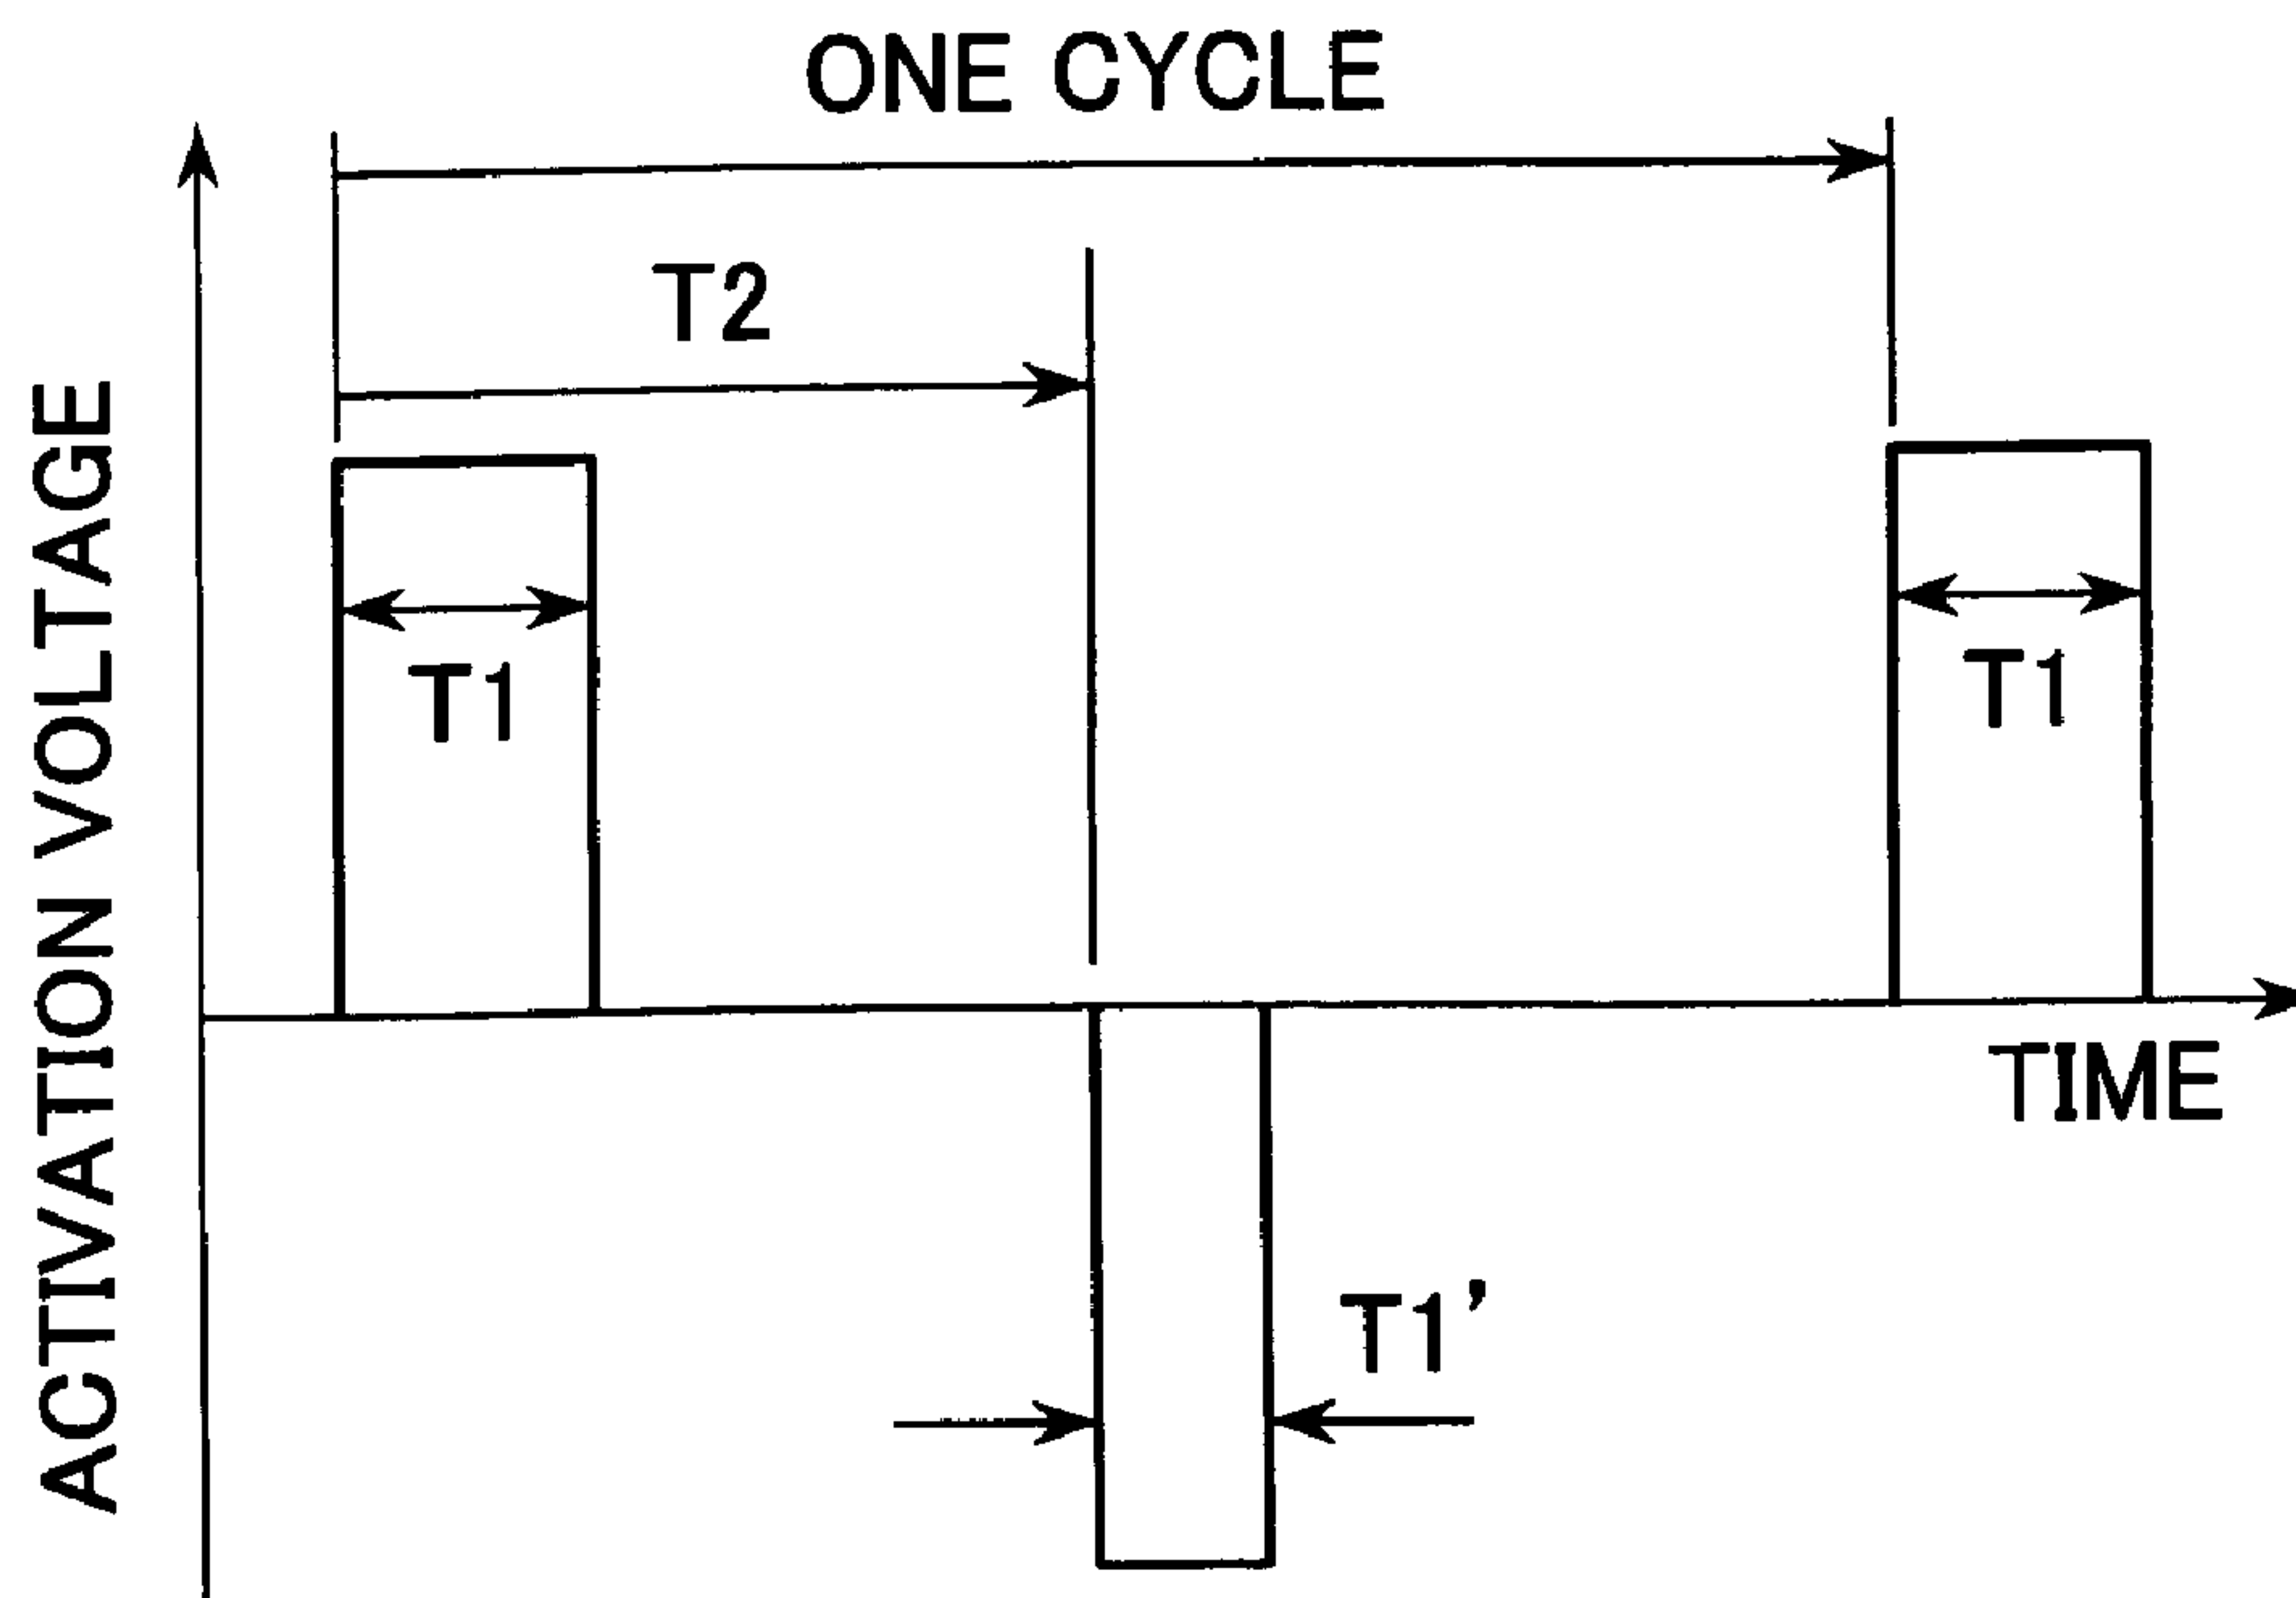 ONE CYCLE
T2
ACTIVATION VOLTAGE
T1
T1
TIME
T1'